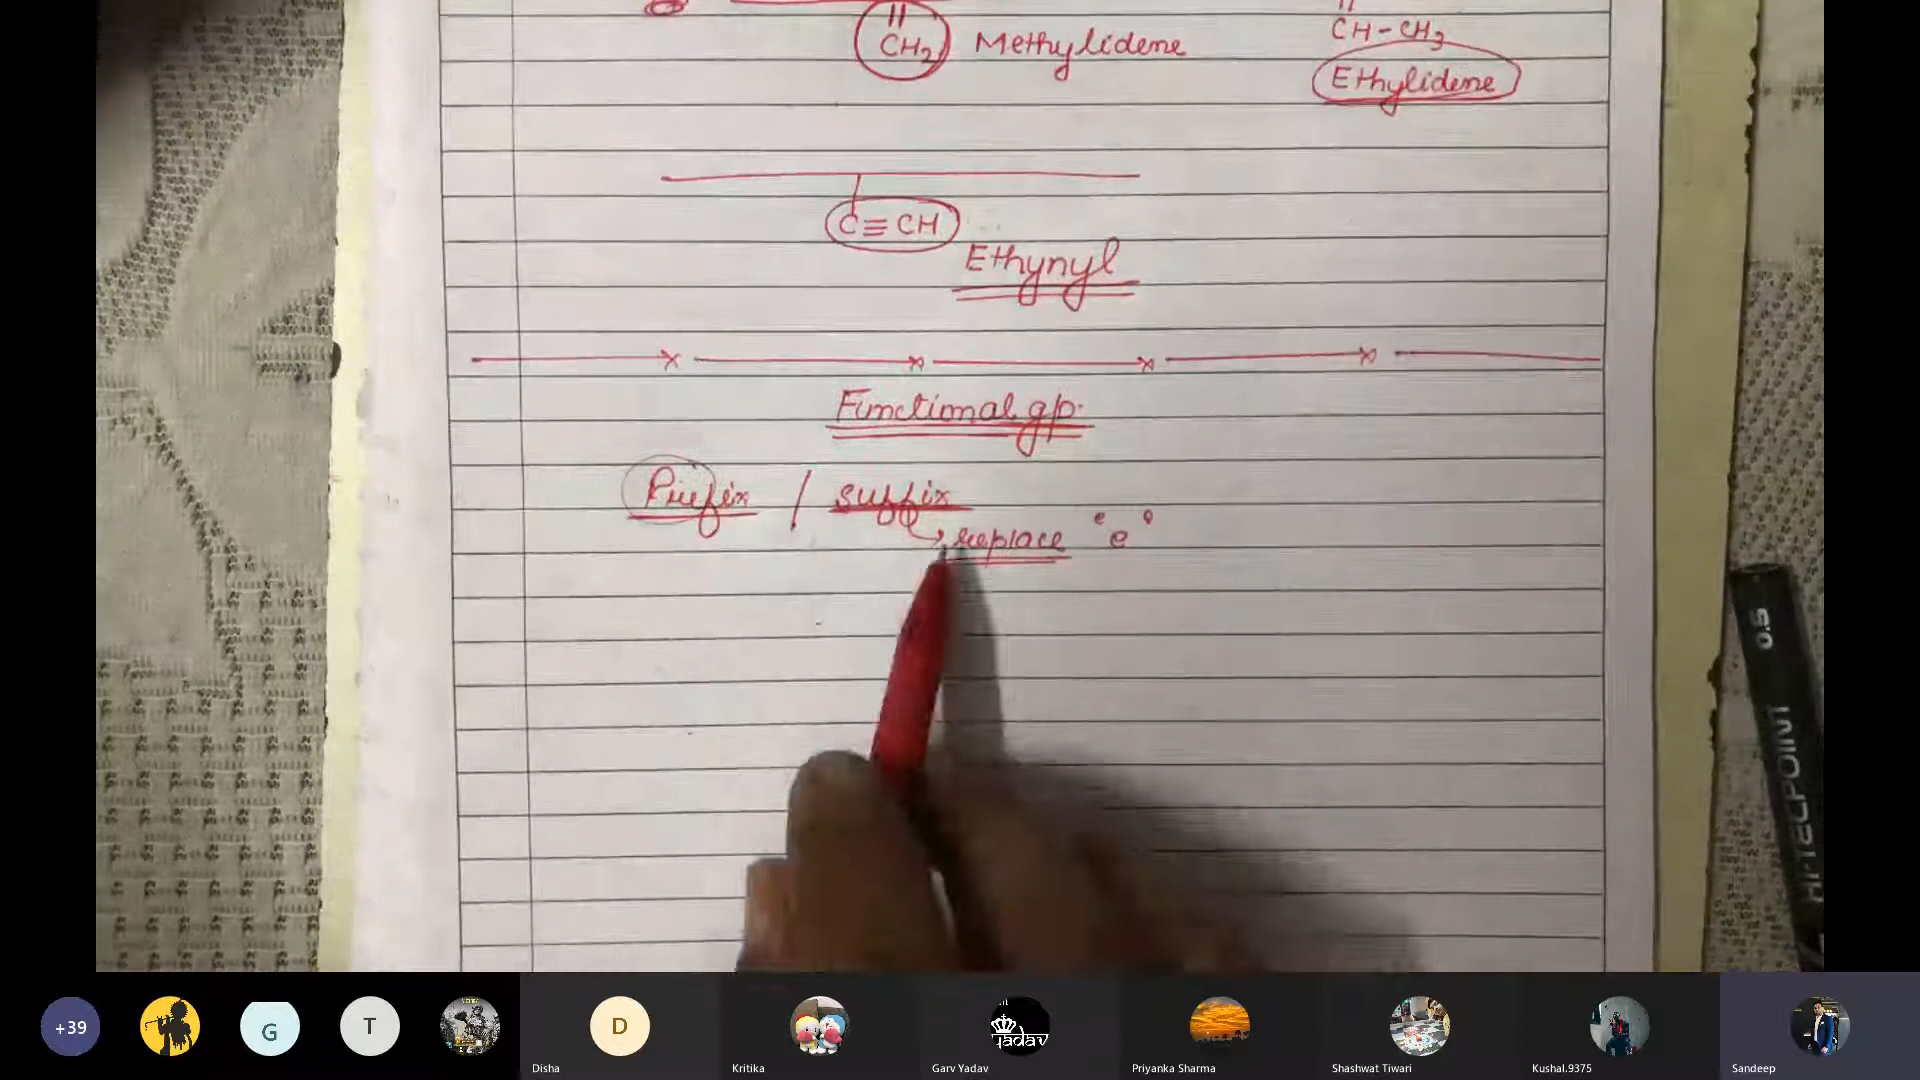 CH2 Methylidene
CH-CH3
Ethylidene
C≡CH
Ethynyl
Functional gp.
Prefix / suffix
replace "e"
0.5
HI-TECPOINT
+39
G
T
D
Disha
Kritika
Garv Yadav
Priyanka Sharma
Shashwat Tiwari
Kushal.9375
Sandeep